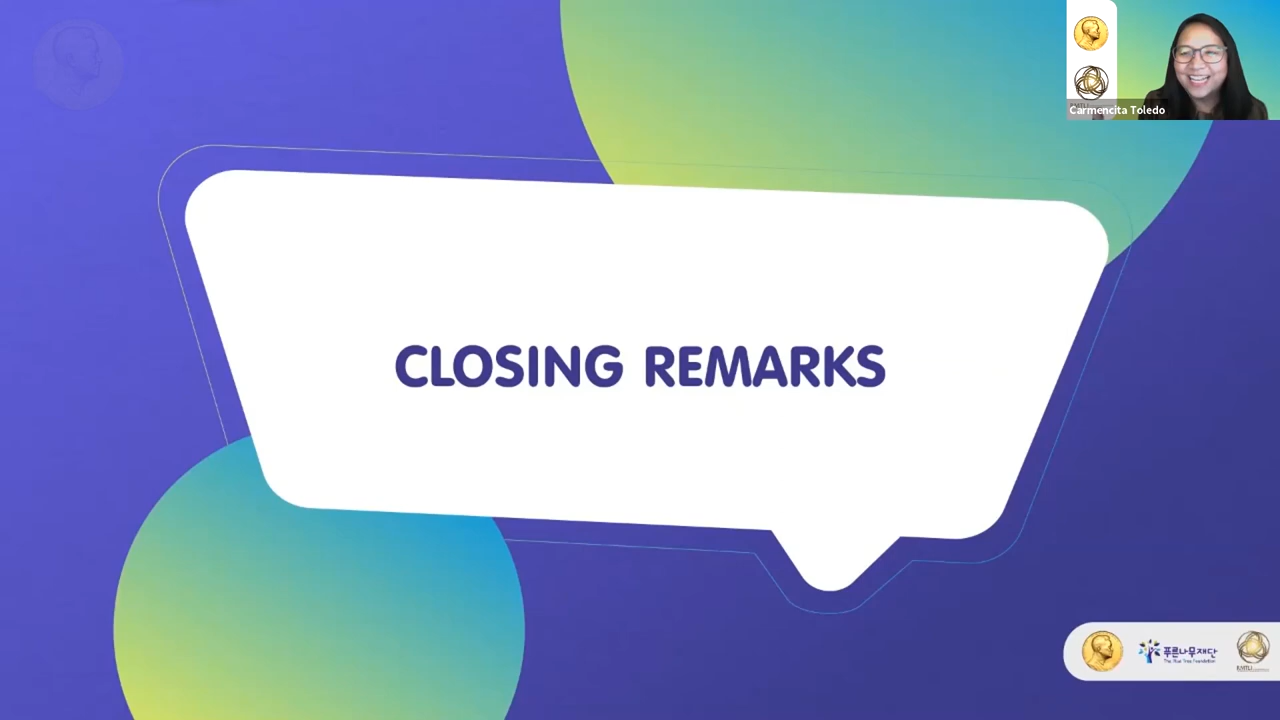 Carmencita Toledo
CLOSING REMARKS
푸른나무재단
The Blue Tree Foundation